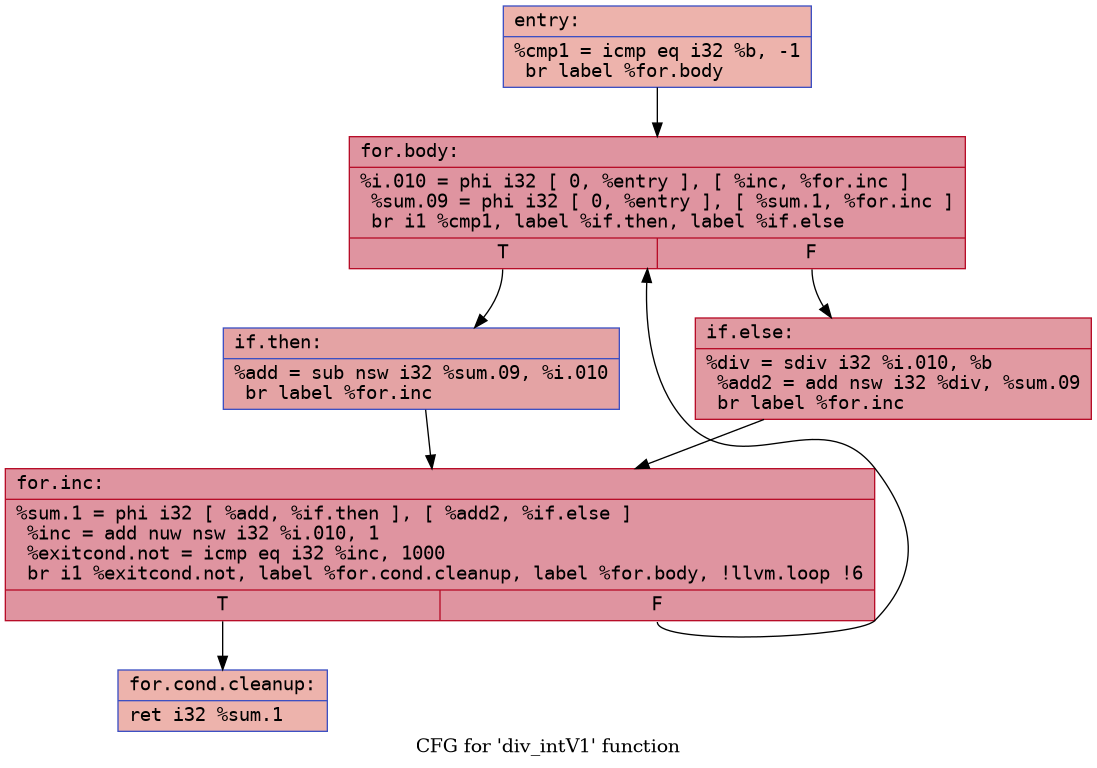 entry:
%cmp1 = icmp eq i32 %b, -1
br label %for.body
for.body:
%i.010 = phi i32 [ 0, %entry ], [ %inc, %for.inc ]
%sum.09 = phi i32 [ 0, %entry ], [ %sum.1, %for.inc ]
br i1 %cmp1, label %if.then, label %if.else
T
F
if.then:
%add = sub nsw i32 %sum.09, %i.010
br label %for.inc
if.else:
%div = sdiv i32 %i.010, %b
%add2 = add nsw i32 %div, %sum.09
br label %for.inc
for.inc:
%sum.1 = phi i32 [ %add, %if.then ], [ %add2, %if.else ]
%inc = add nuw nsw i32 %i.010, 1
%exitcond.not = icmp eq i32 %inc, 1000
br i1 %exitcond.not, label %for.cond.cleanup, label %for.body, !llvm.loop !6
T
F
for.cond.cleanup:
ret i32 %sum.1
CFG for 'div_intV1' function